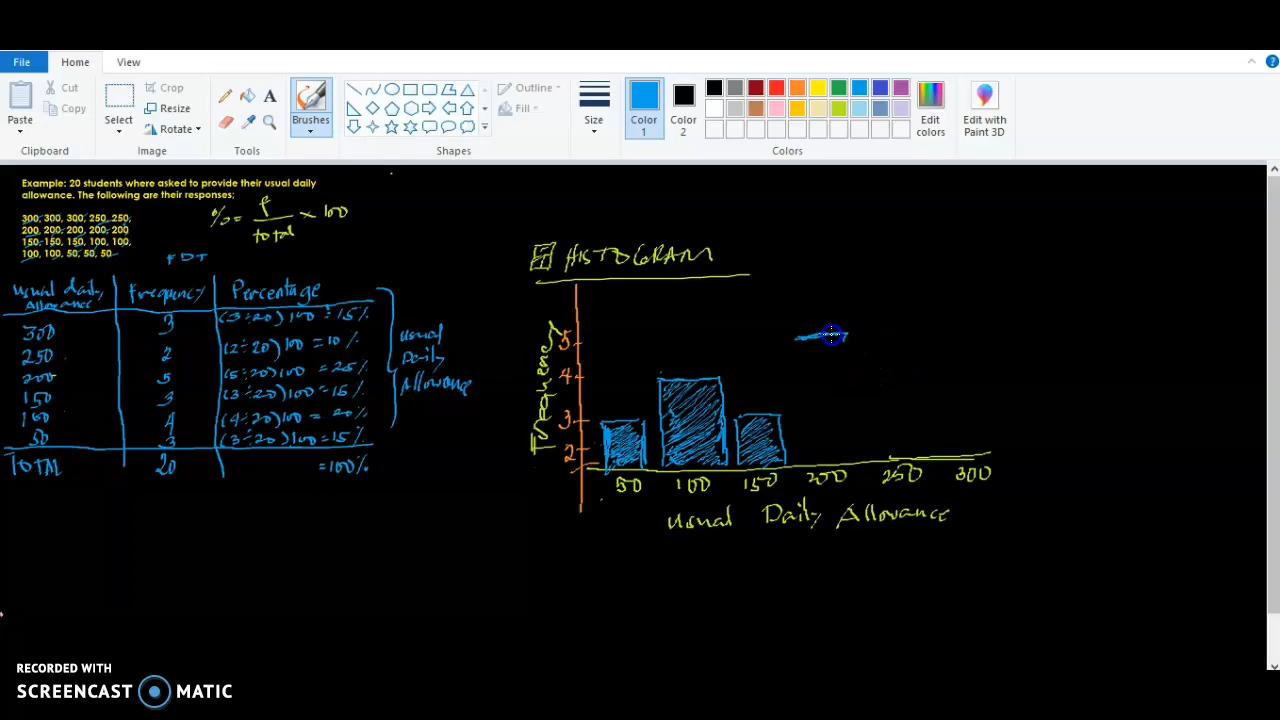 File Home View
Paste Cut Copy Clipboard
Select Crop Resize Rotate Image
Tools
Brushes
Outline Fill Shapes
Size
Color 1 Color 2 Edit colors Colors
Edit with Paint 3D
Example: 20 students where asked to provide their usual daily
allowance. The following are their responses;
300, 300, 300, 250, 250,
200, 200, 200, 200, 200
150, 150, 150, 100, 100,
100, 100, 50, 50, 50
% = f / total × 100
FDT
Usual daily Allowance Frequency Percentage
300 3 (3÷20)100 = 15%
250 2 (2÷20)100 = 10%
200 5 (5÷20)100 = 25%
150 3 (3÷20)100 = 15%
100 4 (4÷20)100 = 20%
50 3 (3÷20)100 = 15%
TOTAL 20 = 100%
Usual
Daily
Allowance
HISTOGRAM
Frequency
5
4
3
2
50 100 150 200 250 300
Usual Daily Allowance
RECORDED WITH
SCREENCAST MATIC